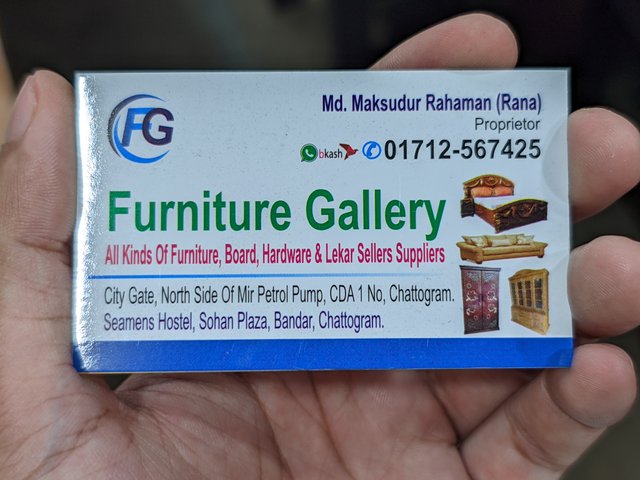 FG
Md. Maksudur Rahaman (Rana)
Proprietor
bkash 01712-567425
Furniture Gallery
All Kinds Of Furniture, Board, Hardware & Lekar Sellers Suppliers
City Gate, North Side Of Mir Petrol Pump, CDA 1 No, Chattogram.
Seamens Hostel, Sohan Plaza, Bandar, Chattogram.